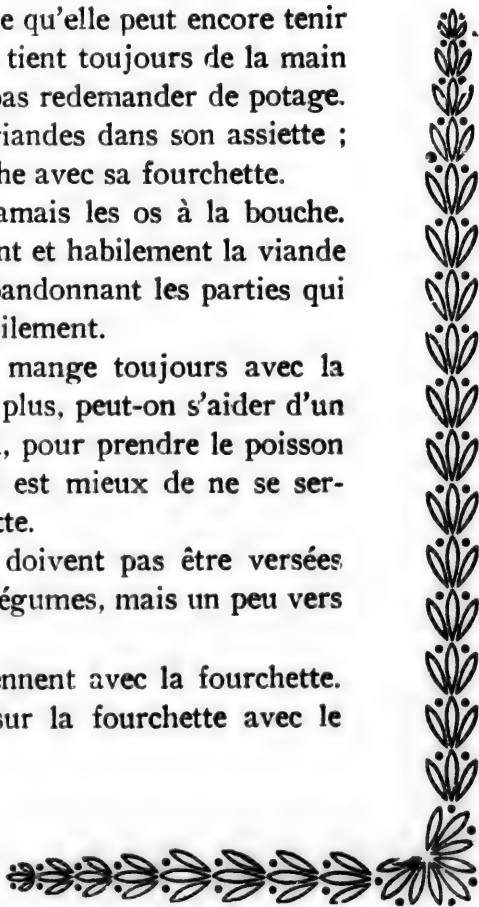 e qu'elle peut encore tenir
tient toujours de la main
pas redemander de potage.
iandes dans son assiette ;
he avec sa fourchette.
amais les os à la bouche.
nt et habilement la viande
bandonnant les parties qui
ilement.
mange toujours avec la
plus, peut-on s'aider d'un
, pour prendre le poisson
est mieux de ne se ser-
tte.
doivent pas être versées
égumes, mais un peu vers
ennent avec la fourchette.
sur la fourchette avec le